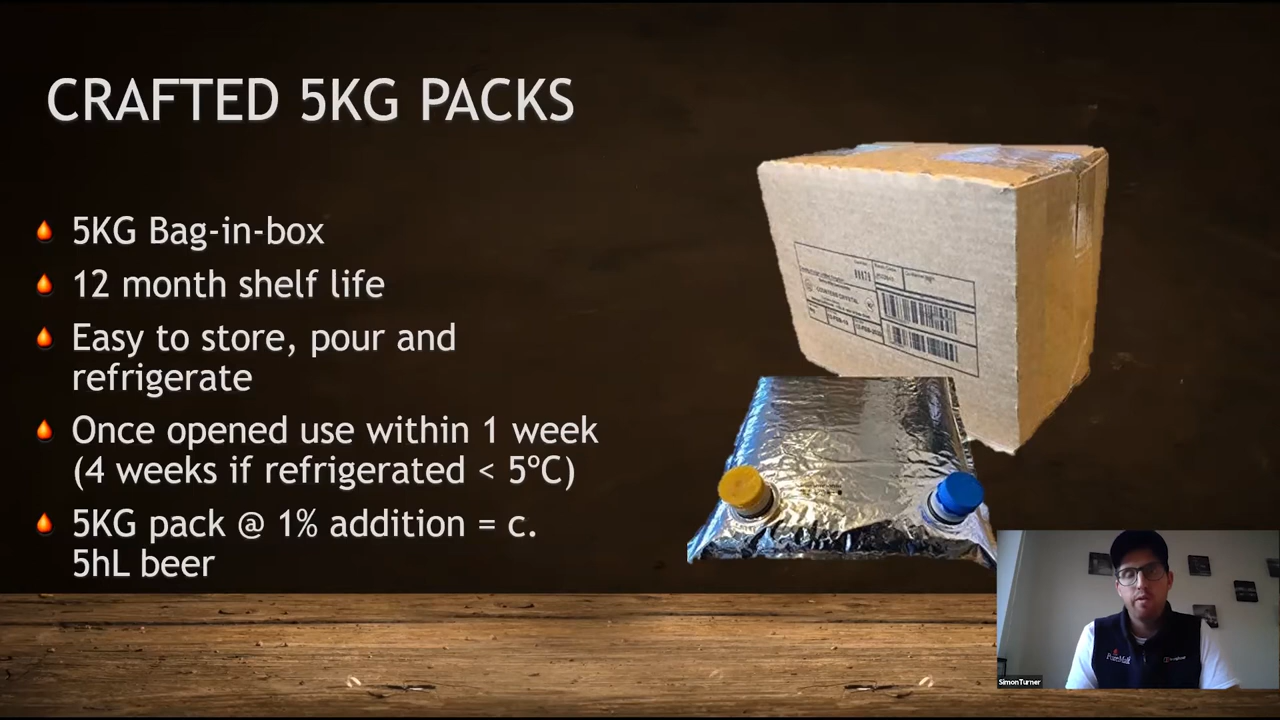 CRAFTED 5KG PACKS
5KG Bag-in-box
12 month shelf life
Easy to store, pour and
refrigerate
Once opened use within 1 week
(4 weeks if refrigerated < 5ºC)
5KG pack @ 1% addition = c.
5hL beer
SimonTurner